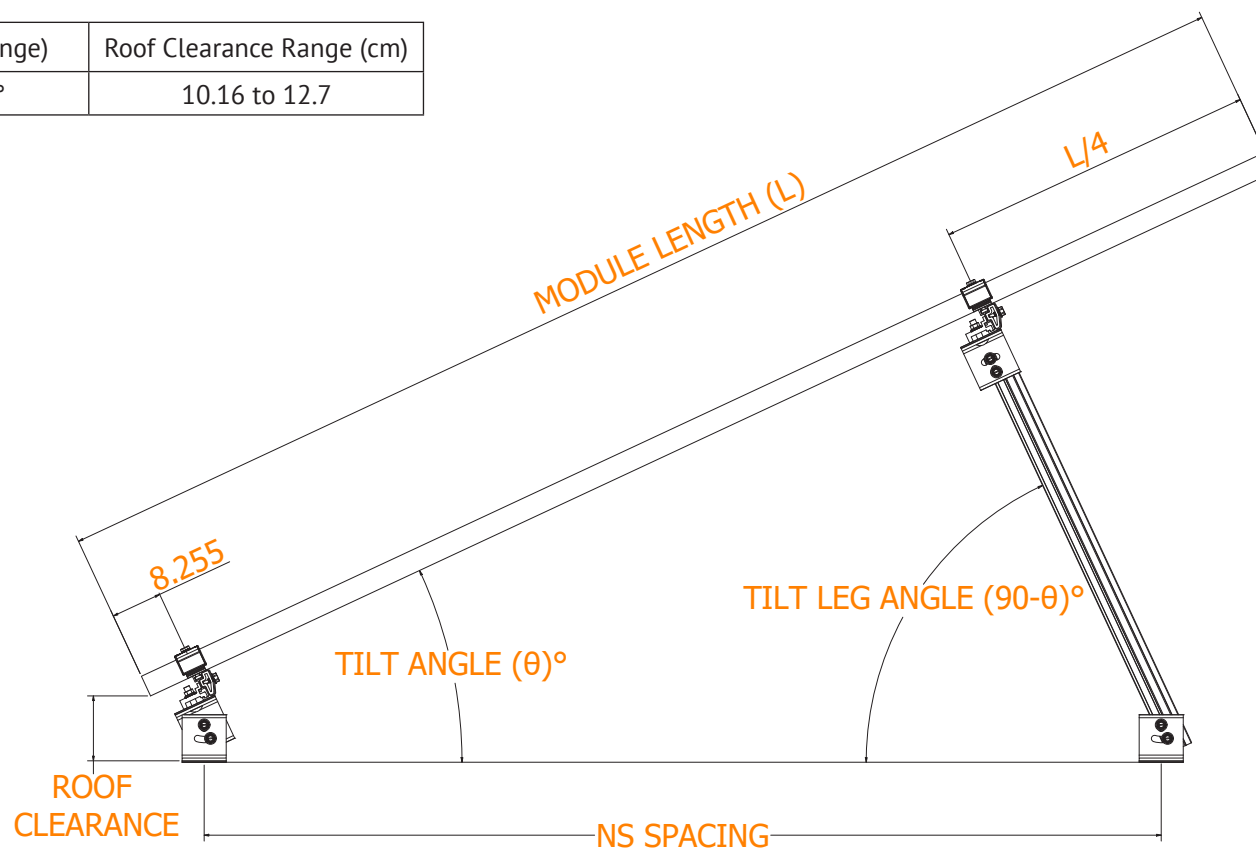 nge)
Roof Clearance Range (cm)
°
10.16 to 12.7
L/4
MODULE LENGTH (L)
8.255
TILT LEG ANGLE (90-θ)°
TILT ANGLE (θ)°
ROOF
CLEARANCE
NS SPACING